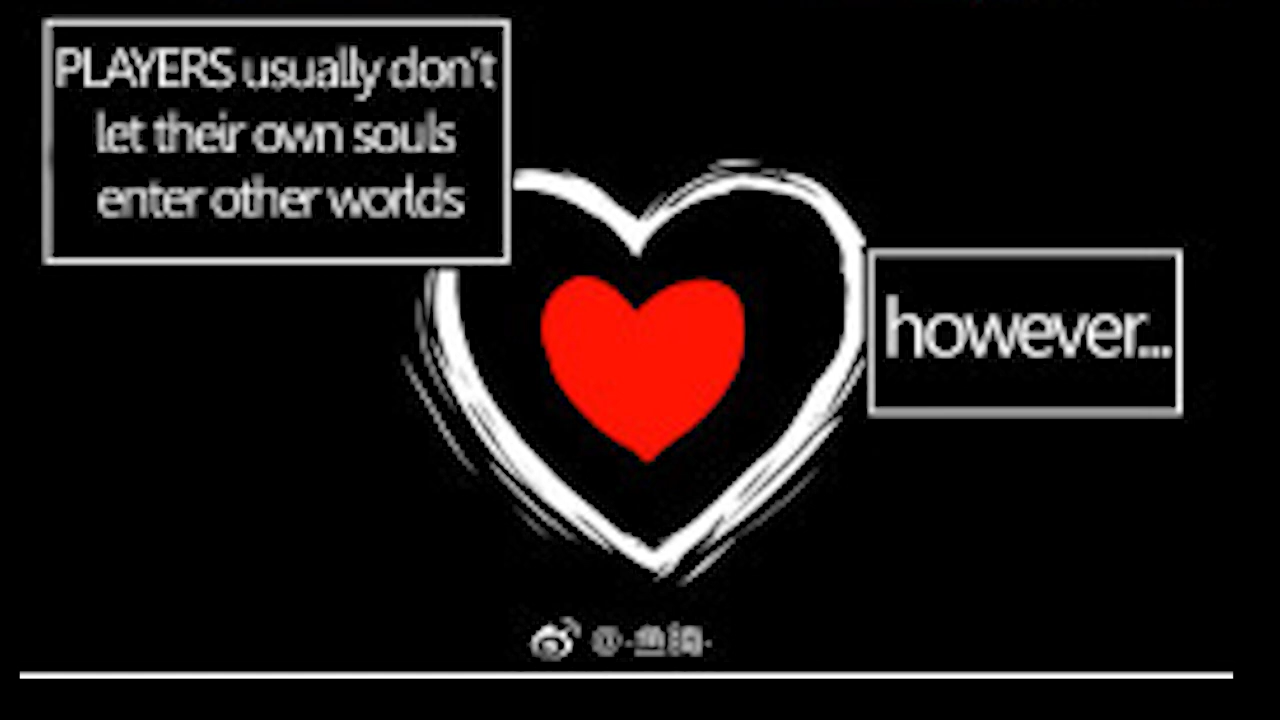 PLAYERS usually don't
let their own souls
enter other worlds
however...